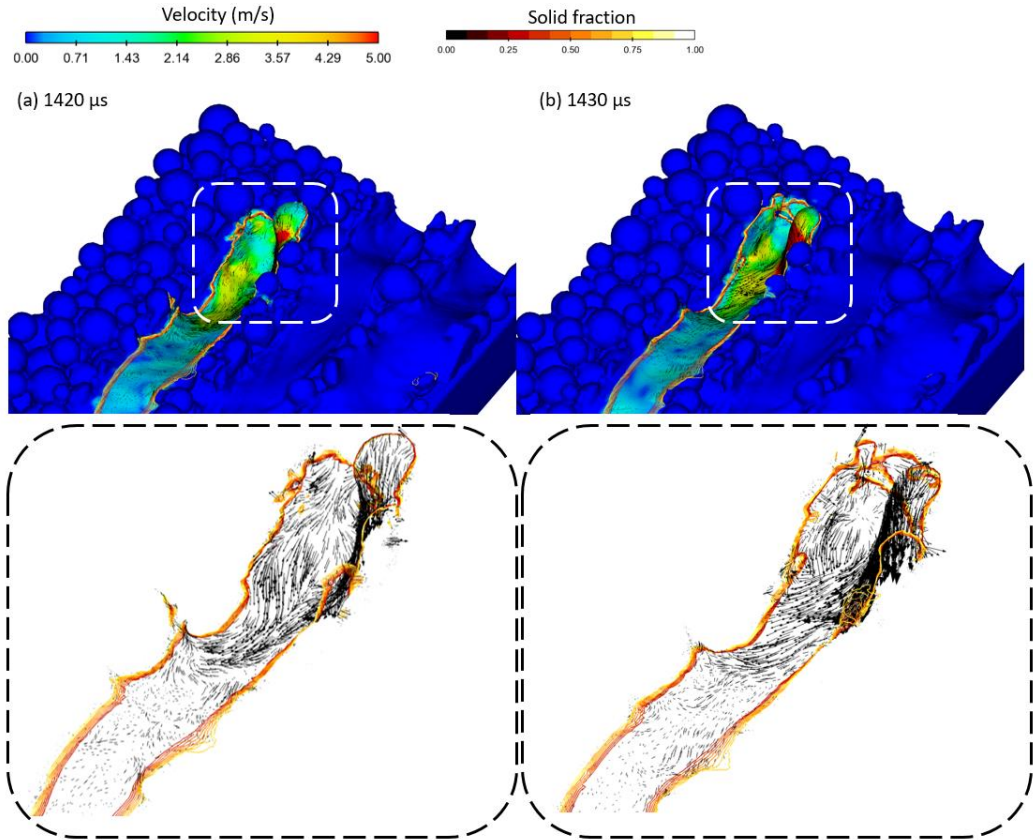 Velocity (m/s)
0.00 0.71 1.43 2.14 2.86 3.57 4.29 5.00
Solid fraction
0.00 0.25 0.50 0.75 1.00
(a) 1420 μs
(b) 1430 μs